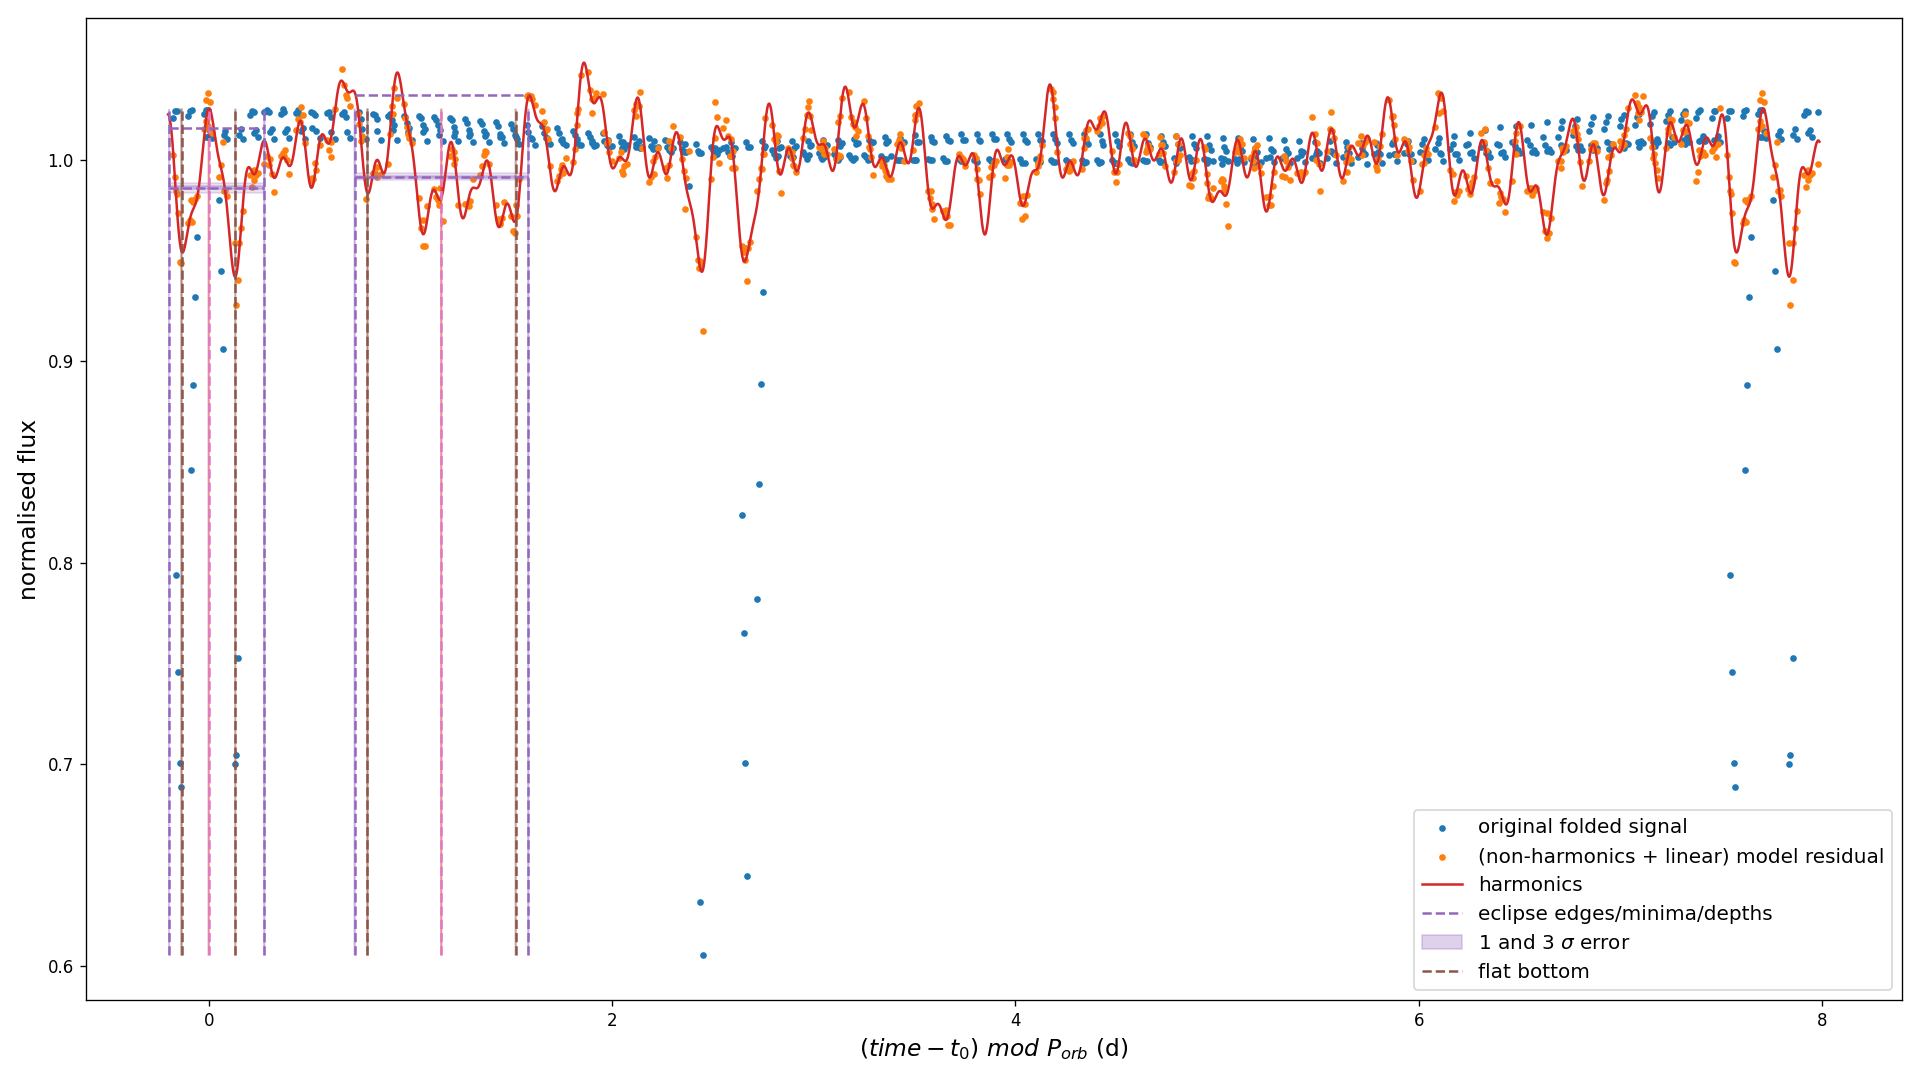 normalised flux
1.0
0.9
0.8
0.7
0.6
0
2
4
6
8
(time − t₀) mod Pₒᵣb (d)
original folded signal
(non-harmonics + linear) model residual
harmonics
eclipse edges/minima/depths
1 and 3 σ error
flat bottom